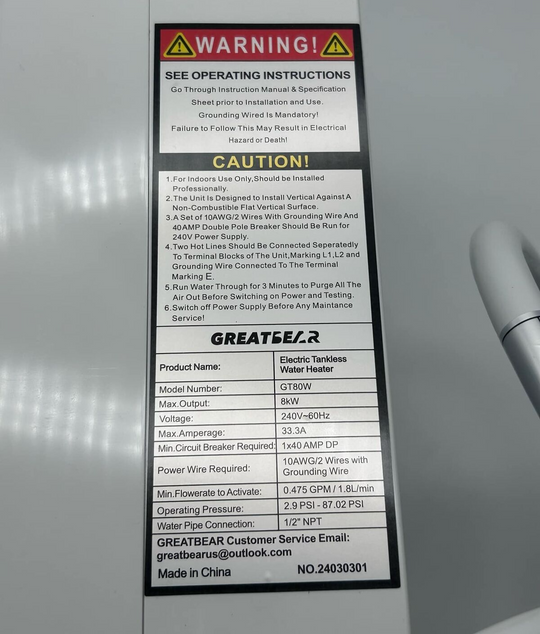 WARNING!
SEE OPERATING INSTRUCTIONS
Go Through Instruction Manual & Specification
Sheet prior to Installation and Use.
Grounding Wired Is Mandatory!
Failure to Follow This May Result in Electrical
Hazard or Death!
CAUTION!
1.For Indoors Use Only,Should be Installed
Professionally.
2.The Unit Is Designed to Install Vertical Against A
Non-Combustible Flat Vertical Surface.
3.A Set of 10AWG/2 Wires With Grounding Wire And
40AMP Double Pole Breaker Should Be Run for
240V Power Supply.
4.Two Hot Lines Should Be Connected Seperatedly
To Terminal Blocks of The Unit,Marking L1,L2 and
Grounding Wire Connected To The Terminal
Marking E.
5.Run Water Through for 3 Minutes to Purge All The
Air Out Before Switching on Power and Testing.
6.Switch off Power Supply Before Any Maintance
Service!
GREATBEAR
Product Name: Electric Tankless
Water Heater
Model Number: GT80W
Max.Output: 8kW
Voltage: 240V~60Hz
Max.Amperage: 33.3A
Min.Circuit Breaker Required: 1x40 AMP DP
Power Wire Required: 10AWG/2 Wires with
Grounding Wire
Min.Flowerate to Activate: 0.475 GPM / 1.8L/min
Operating Pressure: 2.9 PSI - 87.02 PSI
Water Pipe Connection: 1/2" NPT
GREATBEAR Customer Service Email:
greatbearus@outlook.com
Made in China NO.24030301